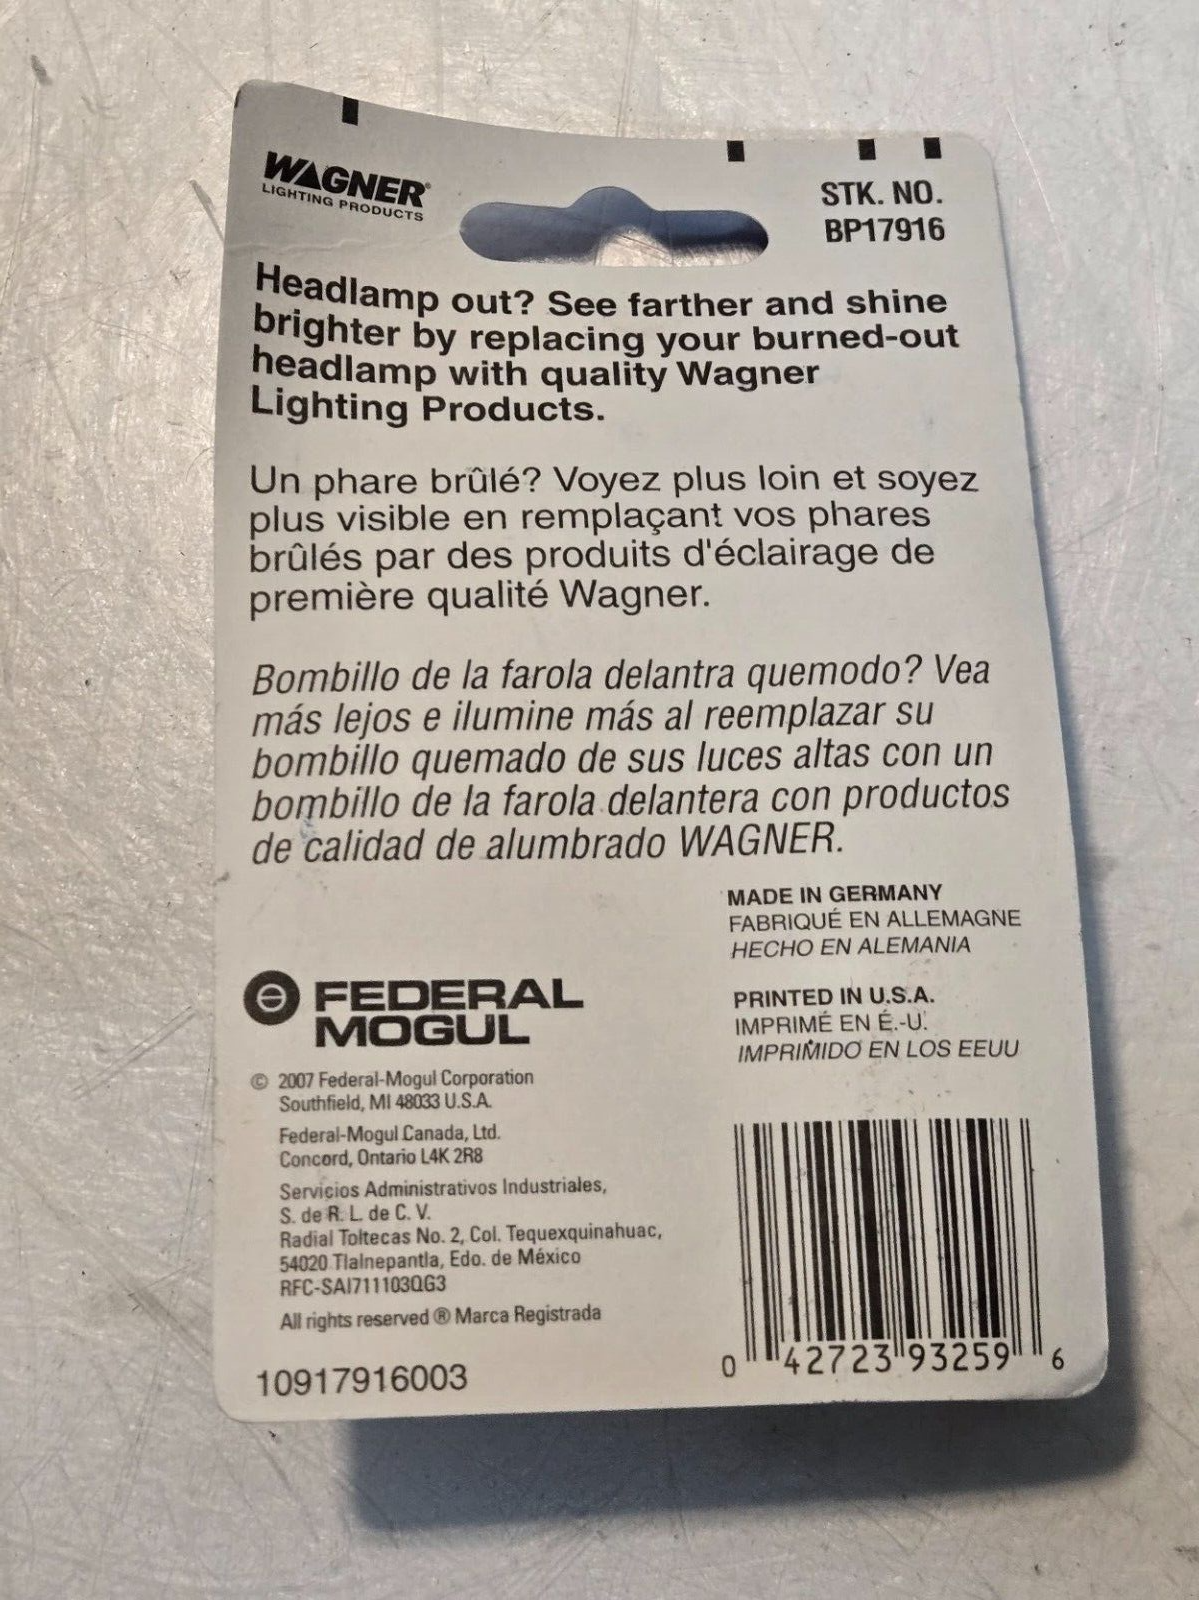 WAGNER®
LIGHTING PRODUCTS
STK. NO.
BP17916
Headlamp out? See farther and shine
brighter by replacing your burned-out
headlamp with quality Wagner
Lighting Products.
Un phare brûlé? Voyez plus loin et soyez
plus visible en remplaçant vos phares
brûlés par des produits d'éclairage de
première qualité Wagner.
Bombillo de la farola delantra quemodo? Vea
más lejos e ilumine más al reemplazar su
bombillo quemado de sus luces altas con un
bombillo de la farola delantera con productos
de calidad de alumbrado WAGNER.
MADE IN GERMANY
FABRIQUÉ EN ALLEMAGNE
HECHO EN ALEMANIA
PRINTED IN U.S.A.
IMPRIMÉ EN É.-U.
IMPRIMIDO EN LOS EEUU
FEDERAL
MOGUL
© 2007 Federal-Mogul Corporation
Southfield, MI 48033 U.S.A.
Federal-Mogul Canada, Ltd.
Concord, Ontario L4K 2R8
Servicios Administrativos Industriales,
S. de R. L. de C. V.
Radial Toltecas No. 2, Col. Tequexquinahuac,
54020 Tlalnepantla, Edo. de México
RFC-SAI711103QG3
All rights reserved ® Marca Registrada
10917916003
0 42723 93259 6